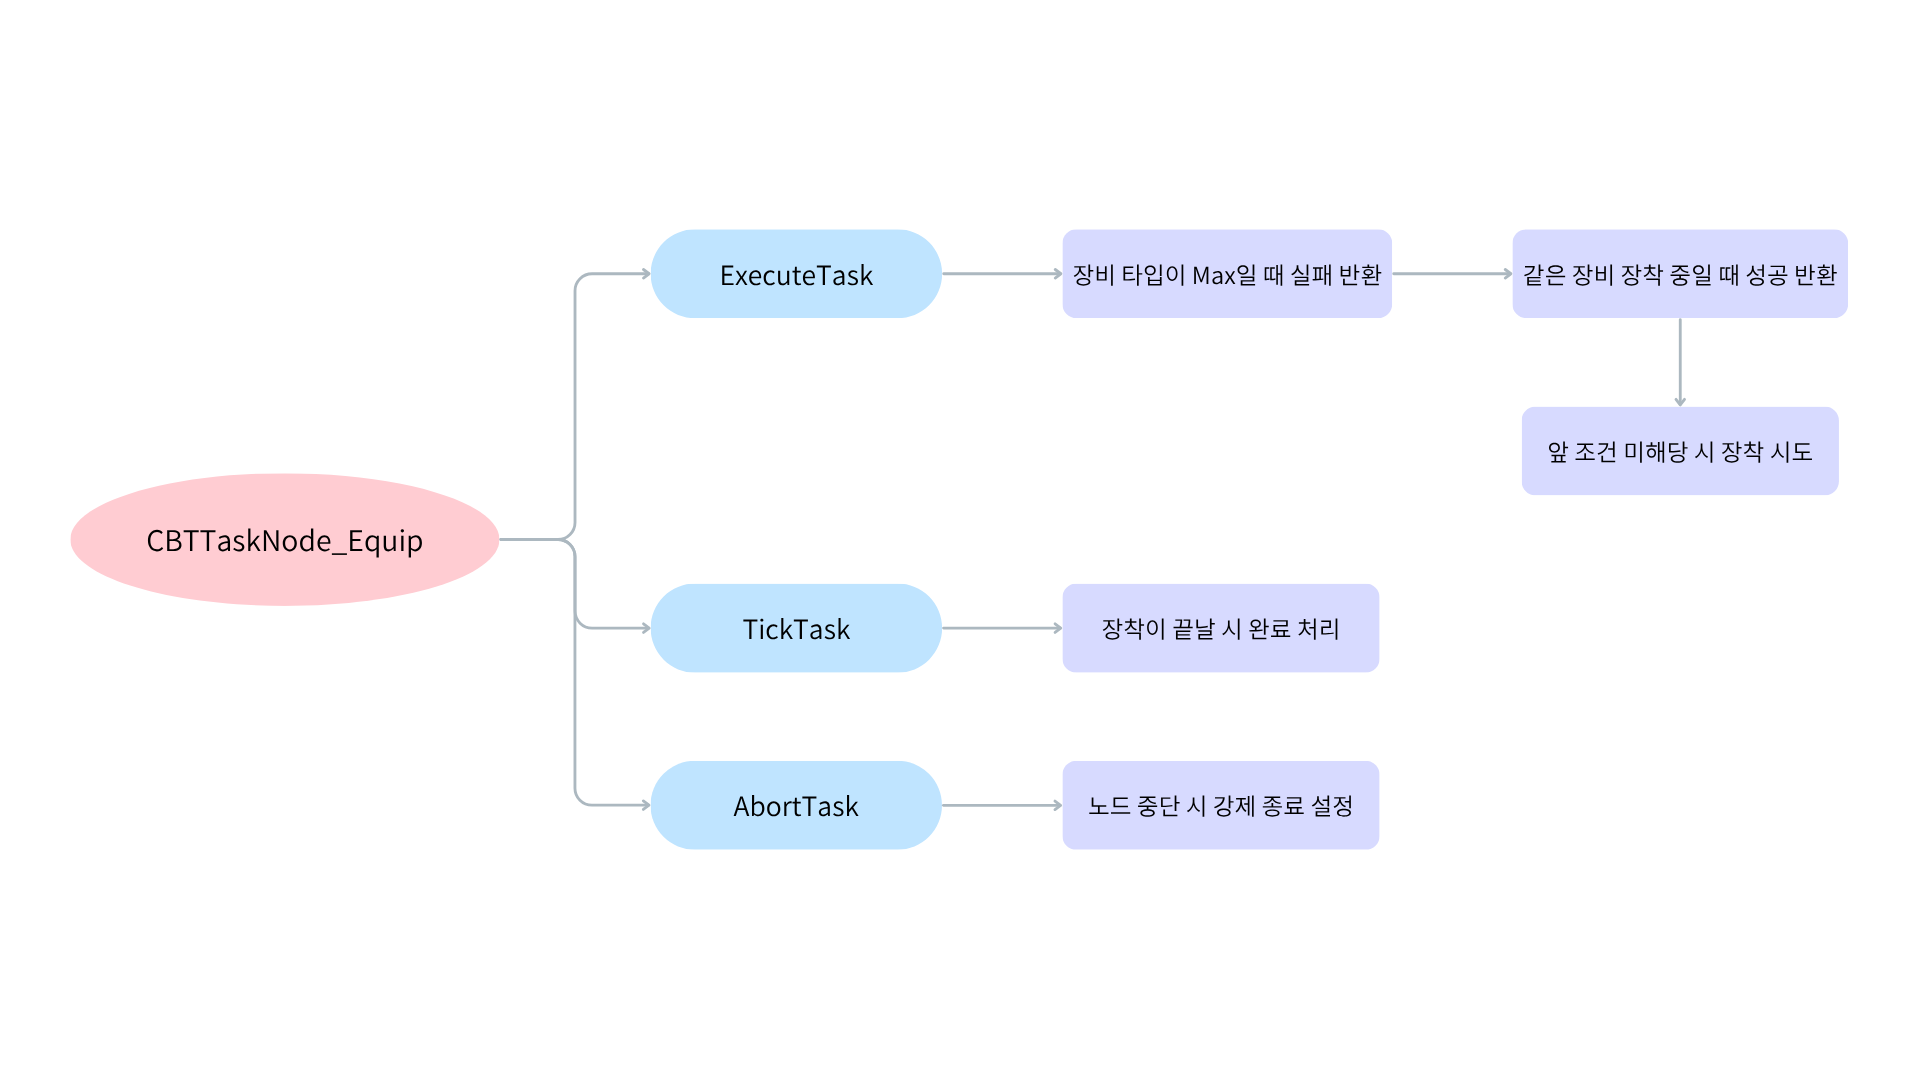 CBTTaskNode_Equip
ExecuteTask
장비 타입이 Max일 때 실패 반환
같은 장비 장착 중일 때 성공 반환
앞 조건 미해당 시 장착 시도
TickTask
장착이 끝날 시 완료 처리
AbortTask
노드 중단 시 강제 종료 설정